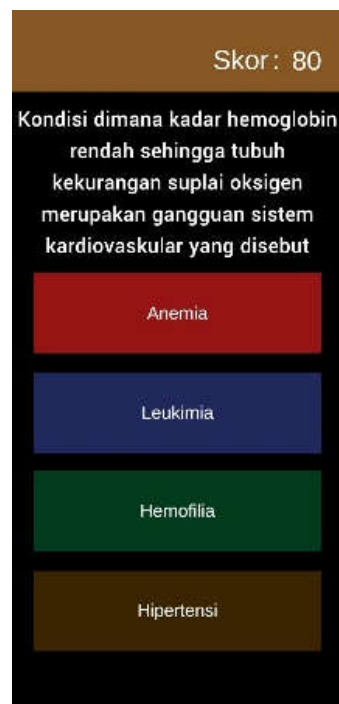 Skor: 80
Kondisi dimana kadar hemoglobin
rendah sehingga tubuh
kekurangan suplai oksigen
merupakan gangguan sistem
kardiovaskular yang disebut
Anemia
Leukimia
Hemofilia
Hipertensi